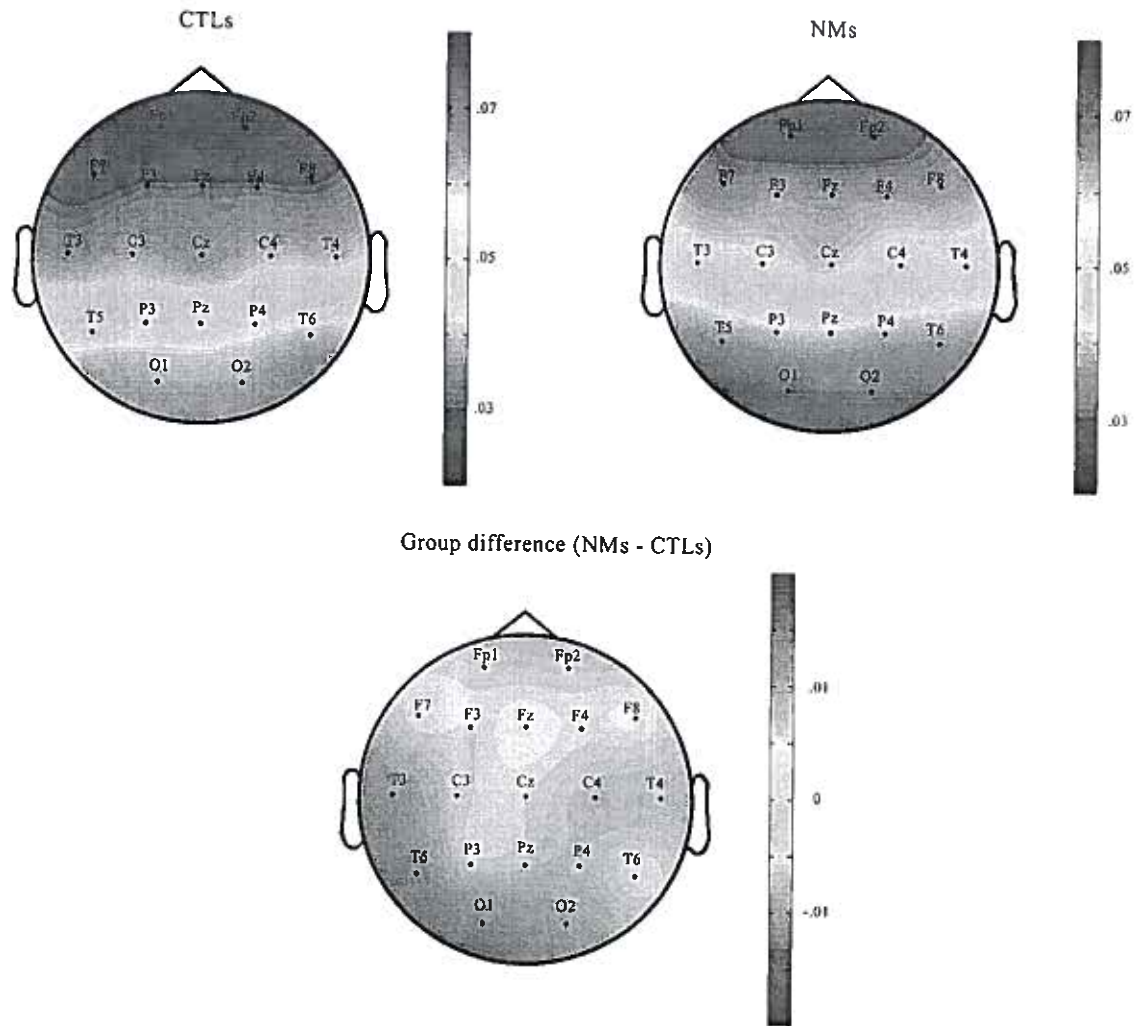 CTLs
Fp1 Fp2
F7 F3 Fz F4 F8
T3 C3 Cz C4 T4
T5 P3 Pz P4 T6
O1 O2
.07
.05
.03
NMs
Fp1 Fp2
F7 F3 Fz F4 F8
T3 C3 Cz C4 T4
T5 P3 Pz P4 T6
O1 O2
.07
.05
.03
Group difference (NMs - CTLs)
Fp1 Fp2
F7 F3 Fz F4 F8
T3 C3 Cz C4 T4
T5 P3 Pz P4 T6
O1 O2
.01
0
-.01